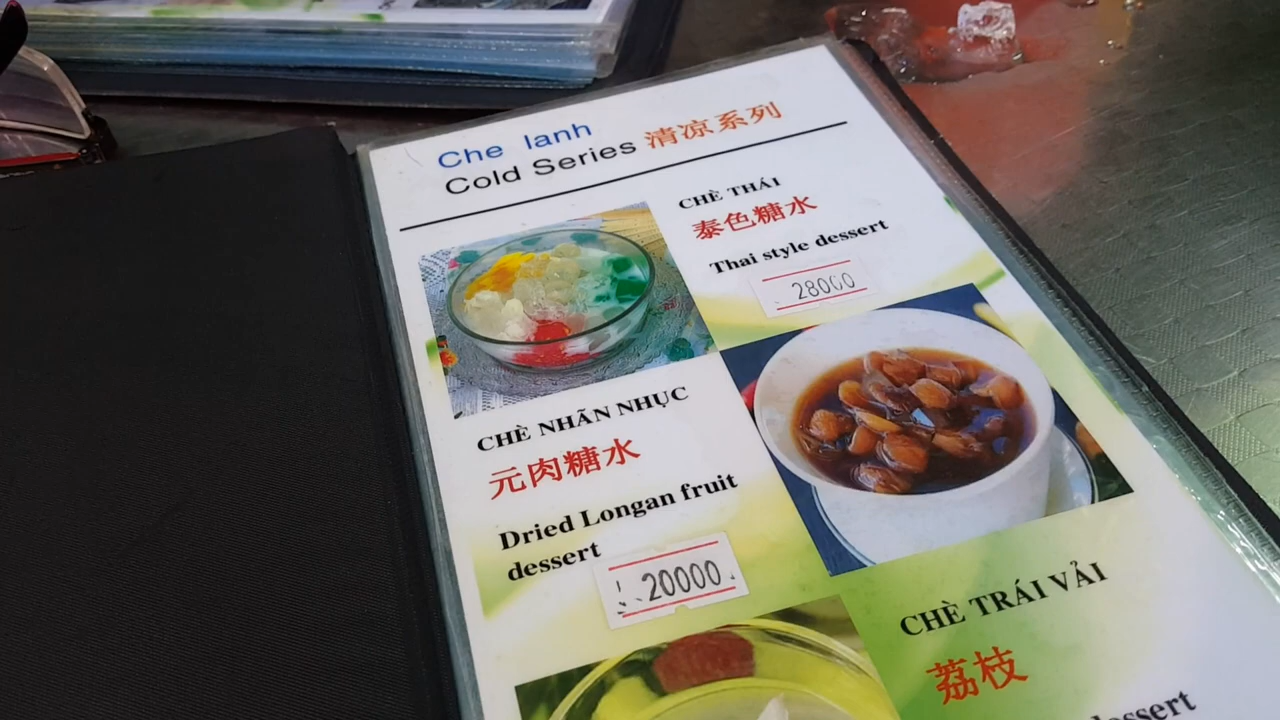 Che lanh
Cold Series 清凉系列
CHÈ THÁI
泰色糖水
Thai style dessert
28000
CHÈ NHÃN NHỤC
元肉糖水
Dried Longan fruit
dessert
20000
CHÈ TRÁI VẢI
荔枝
dessert